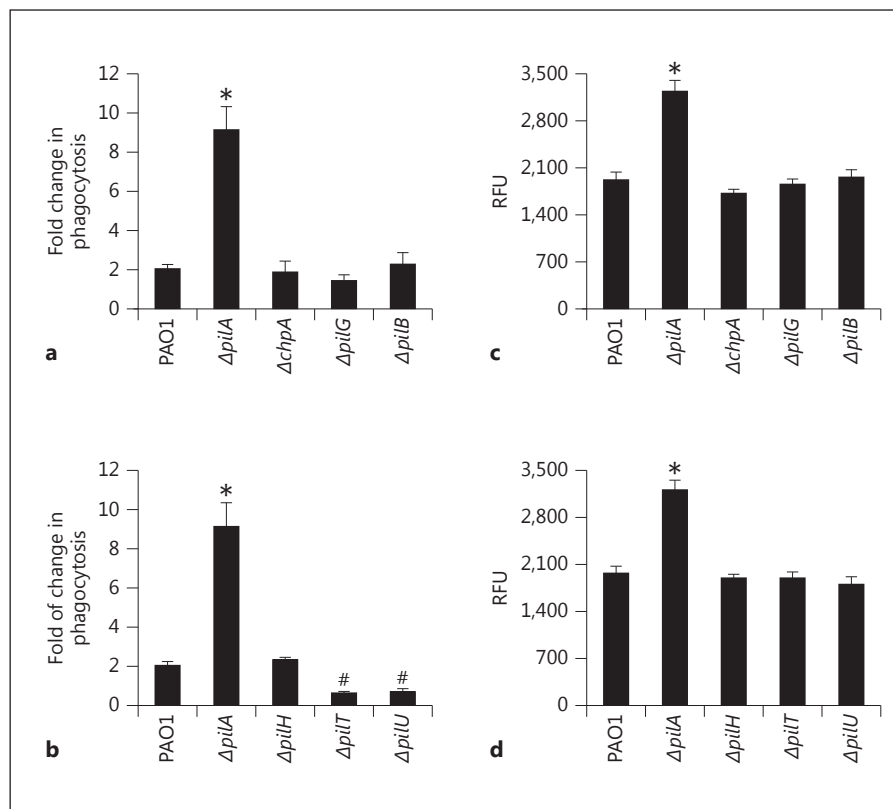 12
10
8
6
4
2
0
Fold change in
phagocytosis
*
PAO1
ΔpilA
ΔchpA
ΔpilG
ΔpilB
a
3,500
2,800
2,100
1,400
700
0
RFU
*
PAO1
ΔpilA
ΔchpA
ΔpilG
ΔpilB
c
12
10
8
6
4
2
0
Fold of change in
phagocytosis
*
#
#
PAO1
ΔpilA
ΔpilH
ΔpilT
ΔpilU
b
3,500
2,800
2,100
1,400
700
0
RFU
*
PAO1
ΔpilA
ΔpilH
ΔpilT
ΔpilU
d